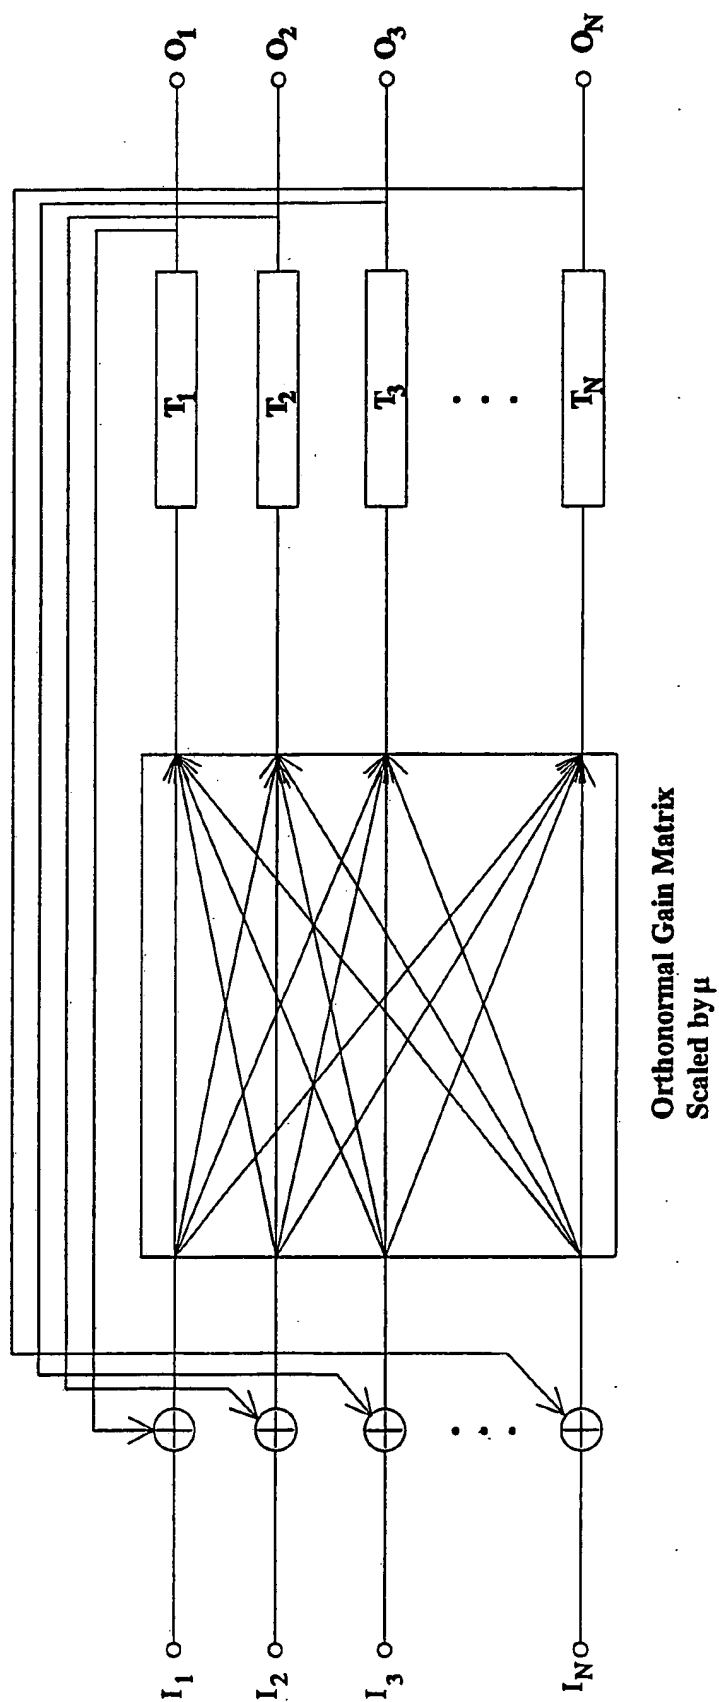 O1
O2
O3
ON
T1
T2
T3
TN
Orthonormal Gain Matrix
Scaled by μ
I1
I2
I3
IN